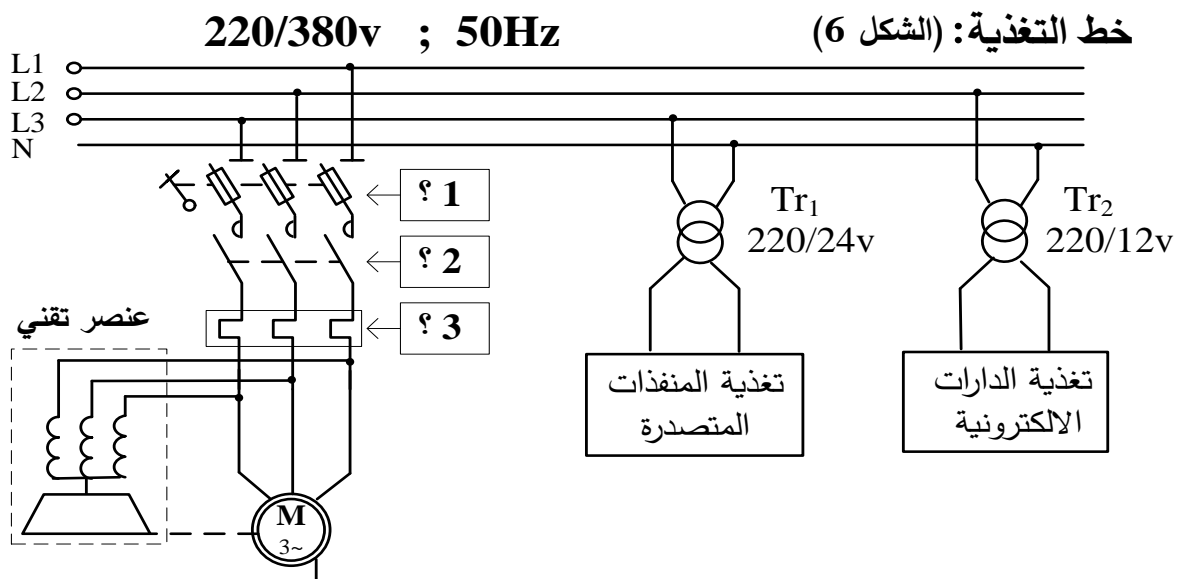 220/380v ; 50Hz
خط التغذية: (الشكل 6)
L1
L2
L3
N
1 ؟
2 ؟
3 ؟
Tr₁
220/24v
Tr₂
220/12v
عنصر تقني
تغذية المنفذات
المتصدرة
تغذية الدارات
الالكترونية
M
3~